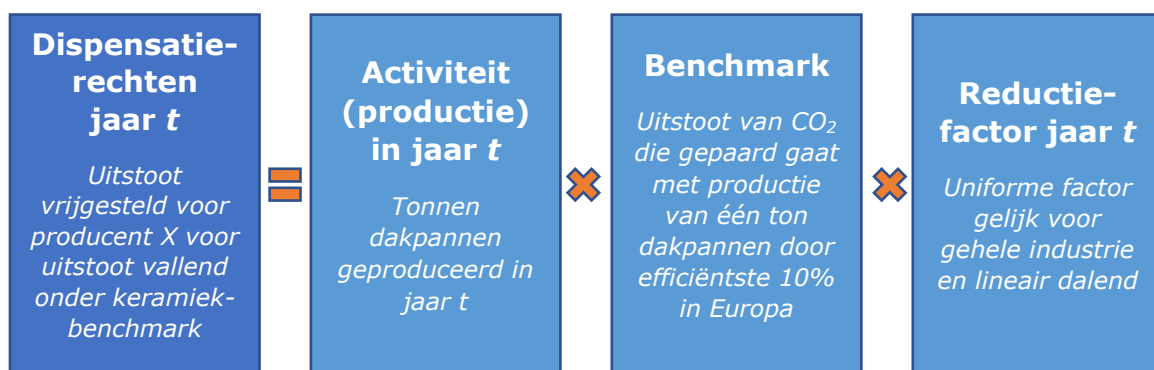 Dispensatie-
rechten
jaar t
Uitstoot
vrijgesteld voor
producent X voor
uitstoot vallend
onder keramiek-
benchmark
Activiteit
(productie)
in jaar t
Tonnen
dakpannen
geproduceerd in
jaar t
Benchmark
Uitstoot van CO₂
die gepaard gaat
met productie
van één ton
dakpannen door
efficiëntste 10%
in Europa
Reductie-
factor jaar t
Uniforme factor
gelijk voor
gehele industrie
en lineair dalend